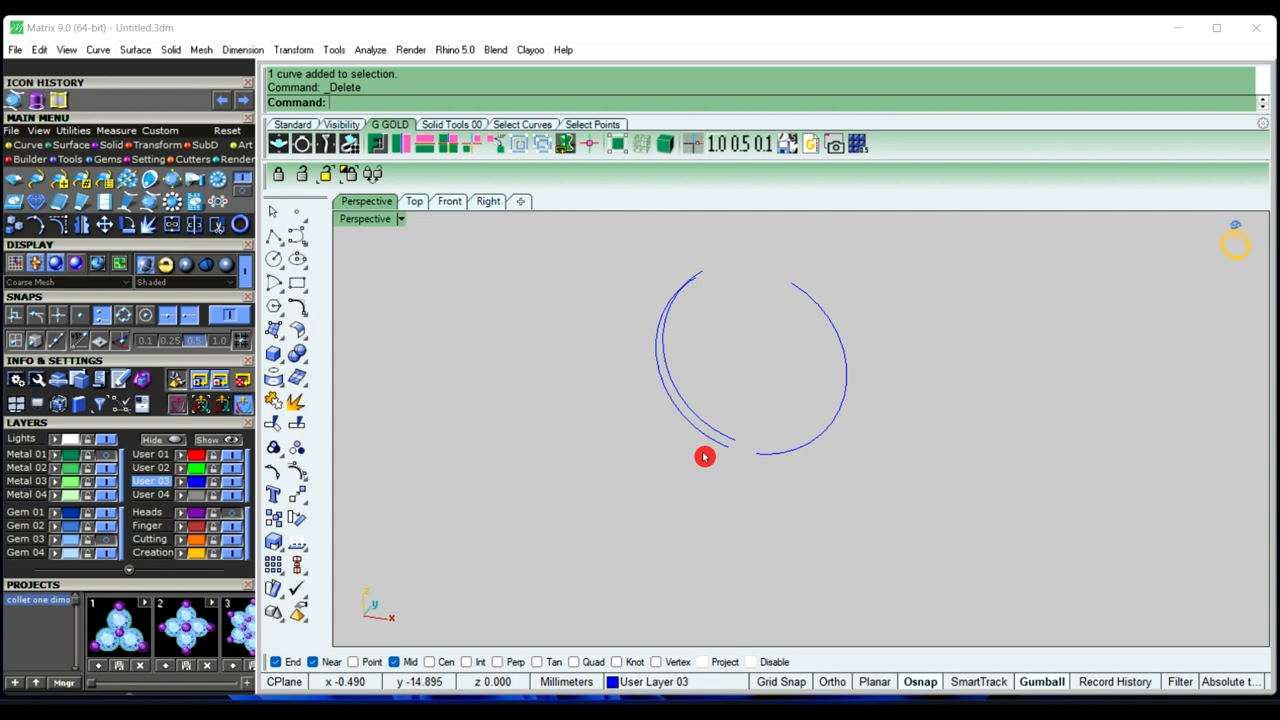 Matrix 9.0 (64-bit) - Untitled.3dm
File Edit View Curve Surface Solid Mesh Dimension Transform Tools Analyze Render Rhino 5.0 Blend Clayoo Help
1 curve added to selection.
Command: _Delete
Command:
Standard Visibility G GOLD Solid Tools 00 Select Curves Select Points
1.0 0.5 0.1
Perspective Top Front Right
Perspective
ICON HISTORY
MAIN MENU
File View Utilities Measure Custom Reset
Curve Surface Solid Transform SubD Art
Builder Tools Gems Setting Cutters Render
DISPLAY
Coarse Mesh Shaded
SNAPS
0.1 0.25 0.5 1.0
INFO & SETTINGS
LAYERS
Lights Hide Show
Metal 01 User 01
Metal 02 User 02
Metal 03 User 03
Metal 04 User 04
Gem 01 Heads
Gem 02 Finger
Gem 03 Cutting
Gem 04 Creation
PROJECTS
collet one dimo
1 2 3
Mngr
z
y
x
End Near Point Mid Cen Int Perp Tan Quad Knot Vertex Project Disable
CPlane x -0.490 y -14.895 z 0.000 Millimeters User Layer 03 Grid Snap Ortho Planar Osnap SmartTrack Gumball Record History Filter Absolute t...